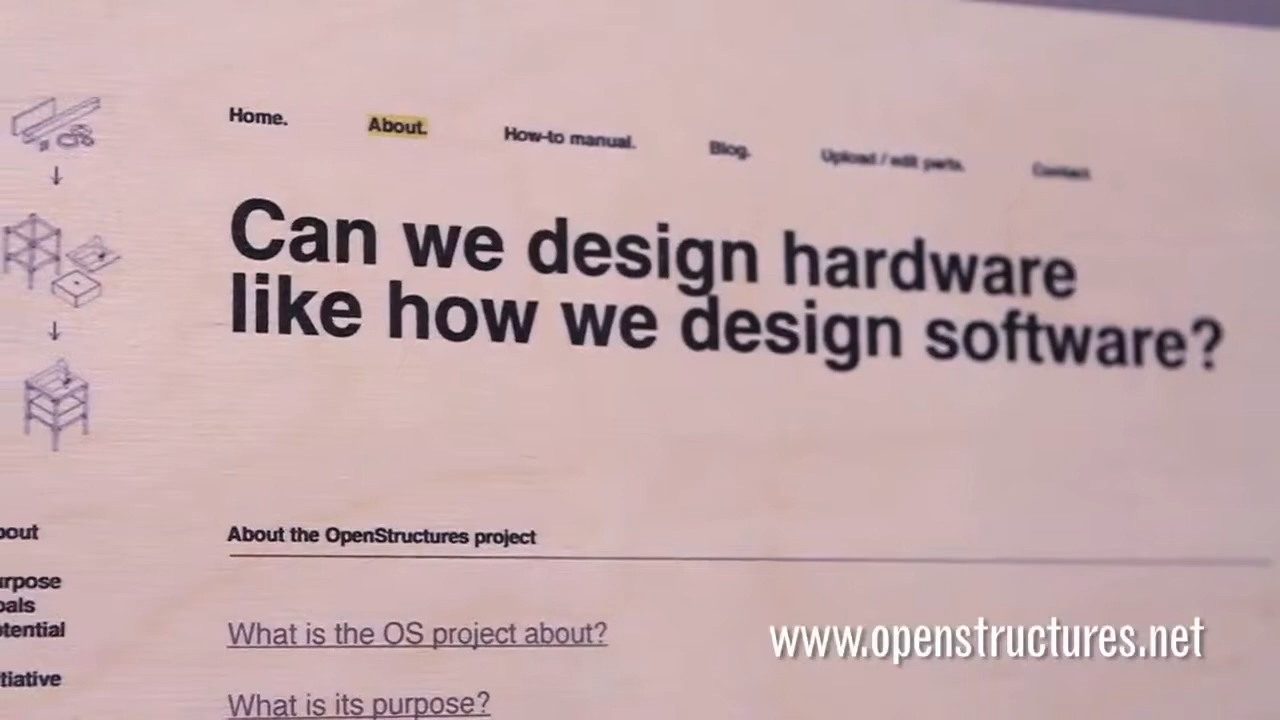 Home. About. How-to manual. Blog. Upload / edit parts. Contact
Can we design hardware
like how we design software?
About the OpenStructures project
What is the OS project about?
What is its purpose?
www.openstructures.net